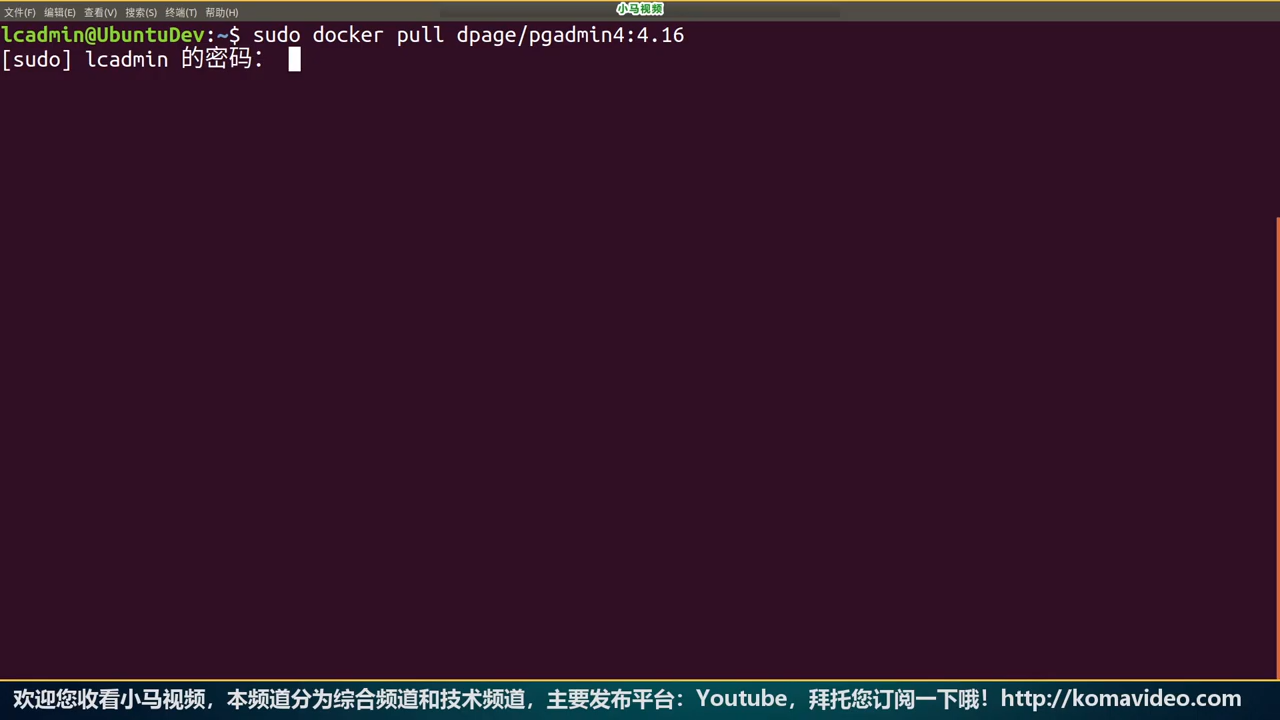 小马视频
文件(F) 编辑(E) 查看(V) 搜索(S) 终端(T) 帮助(H)
lcadmin@UbuntuDev:~$ sudo docker pull dpage/pgadmin4:4.16
[sudo] lcadmin 的密码：
欢迎您收看小马视频，本频道分为综合频道和技术频道，主要发布平台：Youtube，拜托您订阅一下哦！http://komavideo.com